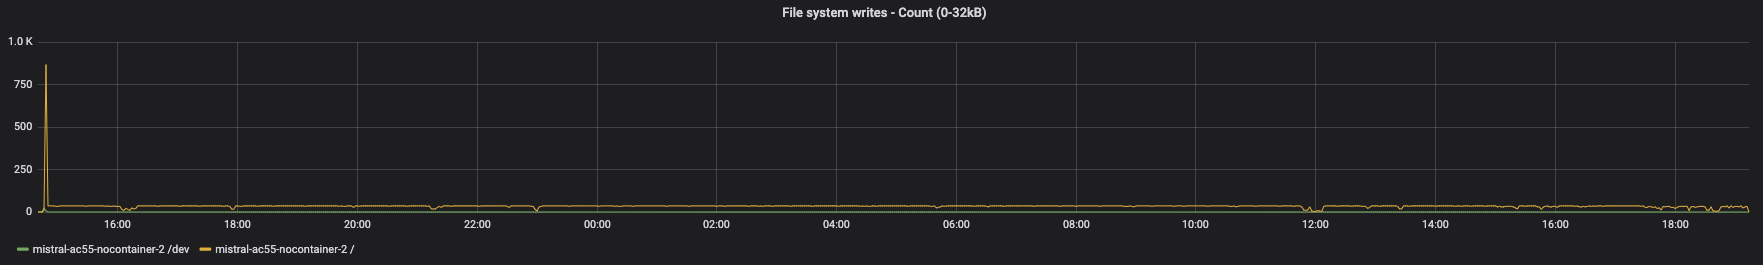 File system writes - Count (0-32kB)
1.0 K
750
500
250
0
16:00 18:00 20:00 22:00 00:00 02:00 04:00 06:00 08:00 10:00 12:00 14:00 16:00 18:00
mistral-ac55-nocontainer-2 /dev mistral-ac55-nocontainer-2 /